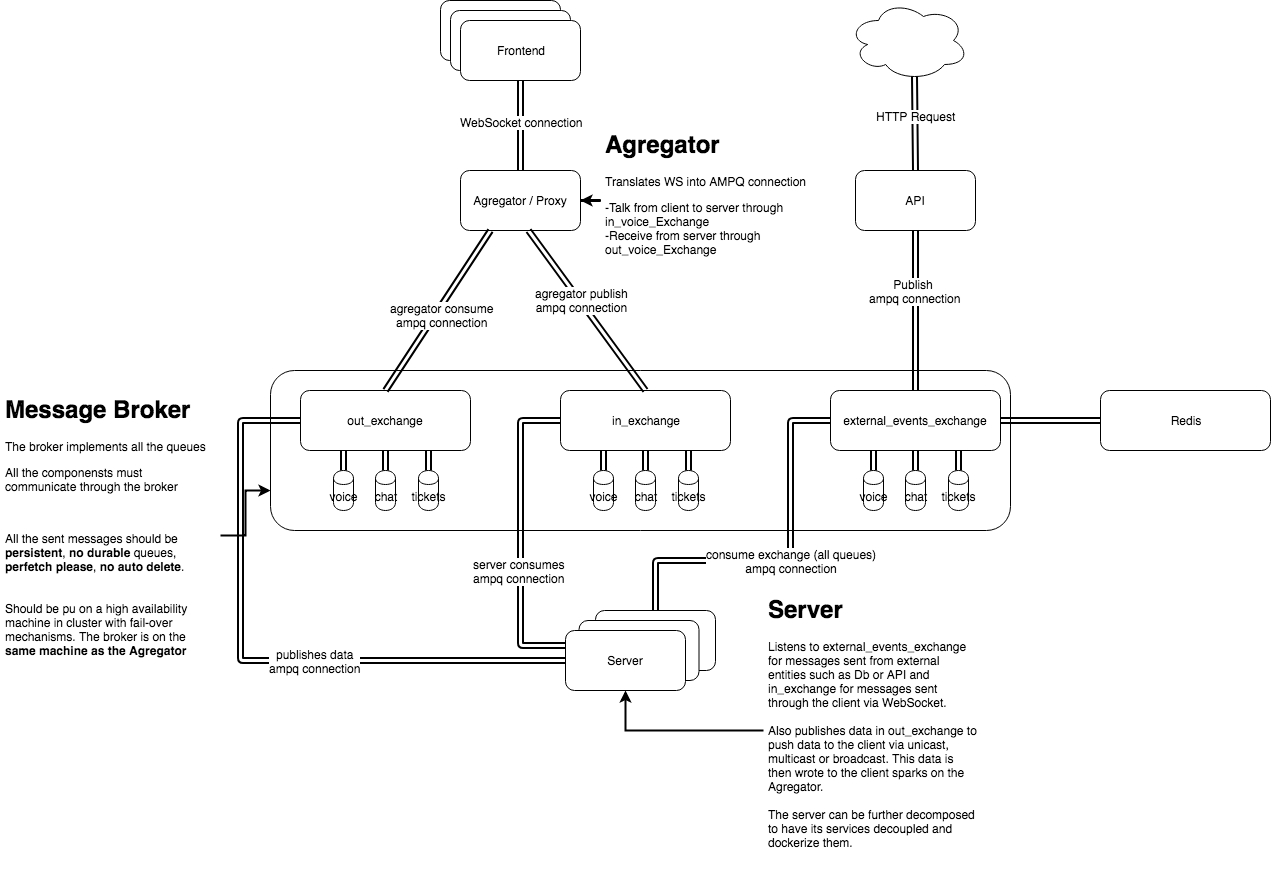 Frontend
WebSocket connection
HTTP Request
Agregator
Translates WS into AMPQ connection
-Talk from client to server through
in_voice_Exchange
-Receive from server through
out_voice_Exchange
Agregator / Proxy
API
agregator consume
ampq connection
agregator publish
ampq connection
Publish
ampq connection
Message Broker
The broker implements all the queues
All the componensts must
communicate through the broker
All the sent messages should be
persistent, no durable queues,
perfetch please, no auto delete.
Should be pu on a high availability
machine in cluster with fail-over
mechanisms. The broker is on the
same machine as the Agregator
out_exchange
voice
chat
tickets
in_exchange
voice
chat
tickets
external_events_exchange
voice
chat
tickets
Redis
server consumes
ampq connection
consume exchange (all queues)
ampq connection
publishes data
ampq connection
Server
Server
Listens to external_events_exchange
for messages sent from external
entities such as Db or API and
in_exchange for messages sent
through the client via WebSocket.
Also publishes data in out_exchange to
push data to the client via unicast,
multicast or broadcast. This data is
then wrote to the client sparks on the
Agregator.
The server can be further decomposed
to have its services decoupled and
dockerize them.